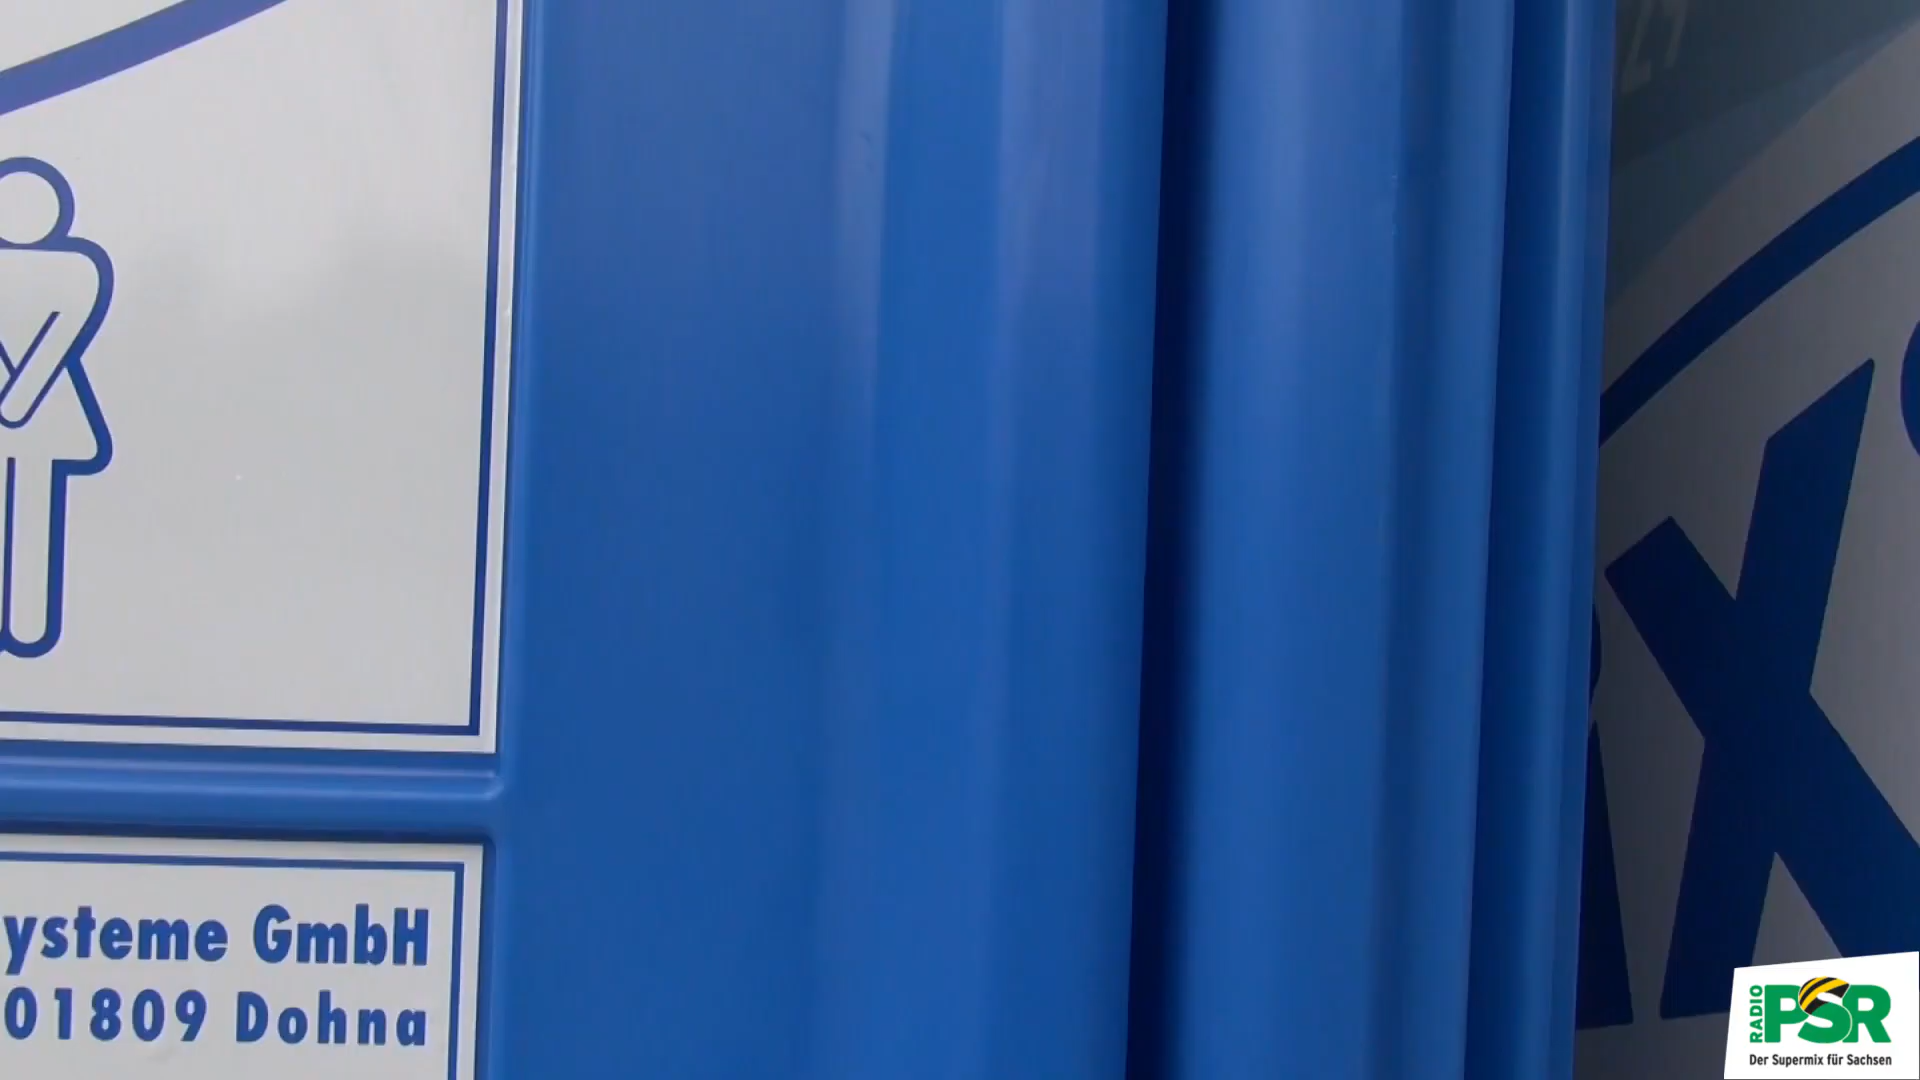 ysteme GmbH
01809 Dohna
X
RADIO PSR
Der Supermix für Sachsen